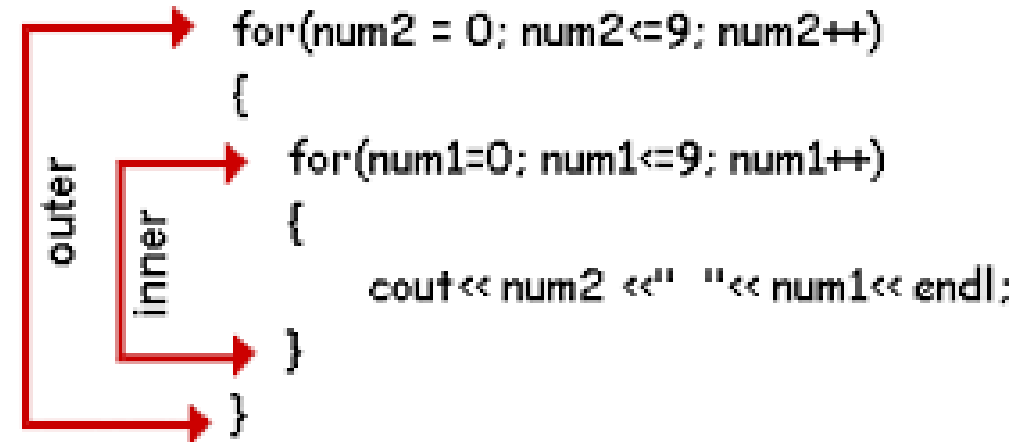 for(num2 = 0; num2<=9; num2++)
{
for(num1=0; num1<=9; num1++)
{
cout<< num2 <<" "<< num1<< endl;
}
}
outer
inner